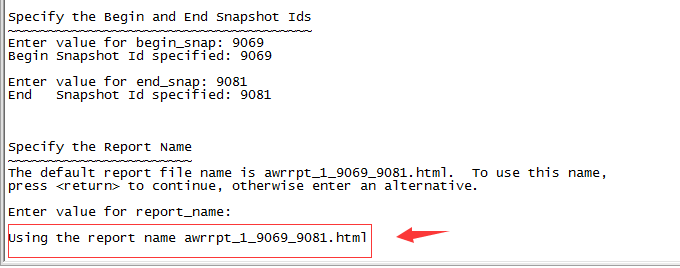 Specify the Begin and End Snapshot Ids
~~~~~~~~~~~~~~~~~~~~~~~~~~~~~~~~~~~~~~
Enter value for begin_snap: 9069
Begin Snapshot Id specified: 9069
Enter value for end_snap: 9081
End   Snapshot Id specified: 9081
Specify the Report Name
~~~~~~~~~~~~~~~~~~~~~~~
The default report file name is awrrpt_1_9069_9081.html.  To use this name,
press <return> to continue, otherwise enter an alternative.
Enter value for report_name:
Using the report name awrrpt_1_9069_9081.html